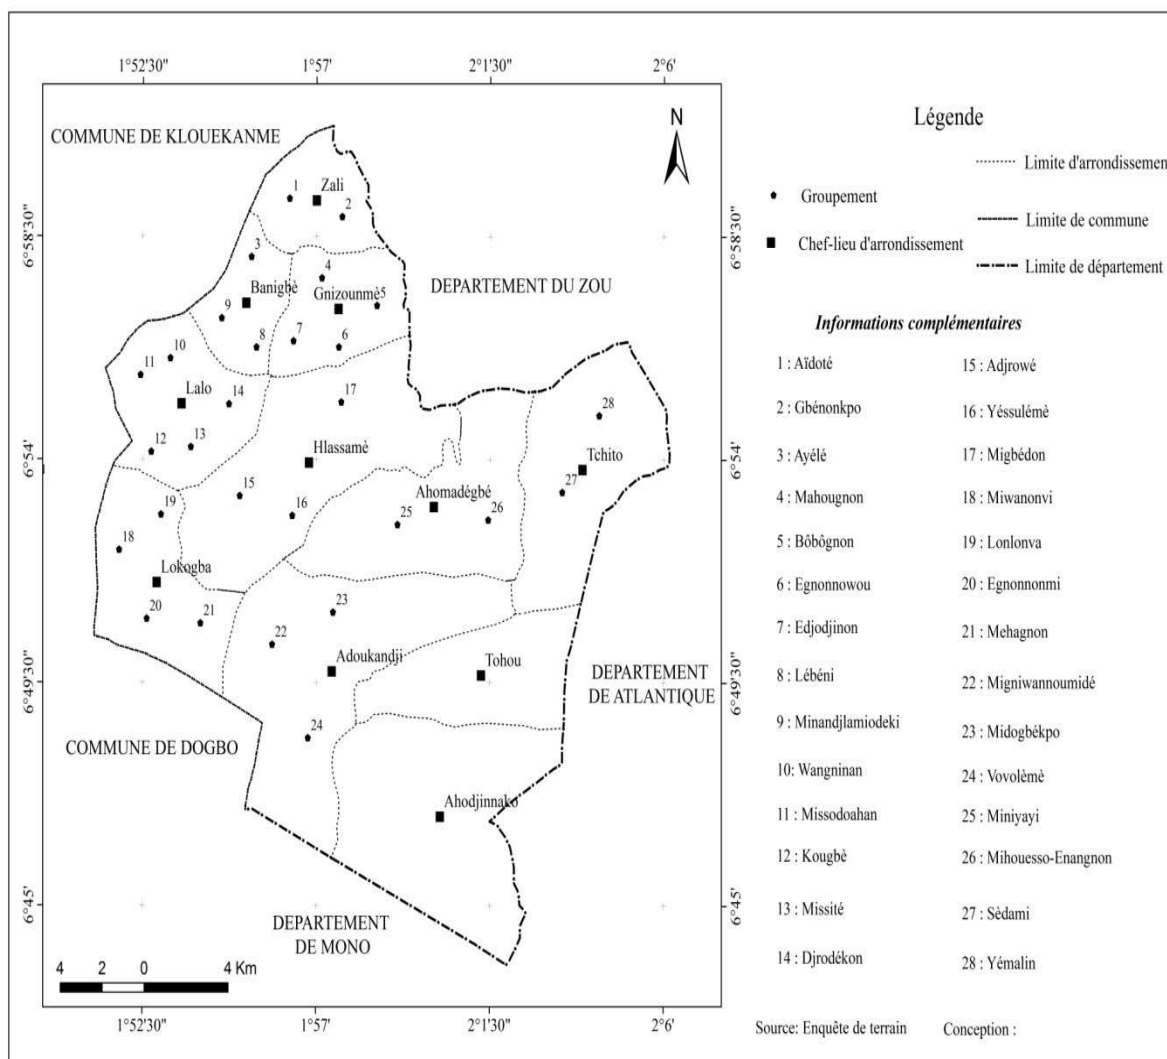 1°52'30"
1°57'
2°1'30"
2°6'
COMMUNE DE KLOUEKANME
N
1
Zali
2
6°58'30"
6°58'30"
3
4
DEPARTEMENT DU ZOU
Banigbè
Gnizounmè
5
9
8
7
6
10
11
Lalo
14
17
28
12
13
Hlassamè
Tchito
6°54'
6°54'
15
Ahomadégbé
27
19
16
25
26
18
Lokogba
20
21
23
22
Adoukandji
Tohou
DEPARTEMENT
DE ATLANTIQUE
6°49'30"
6°49'30"
24
COMMUNE DE DOGBO
Ahodjinnako
6°45'
6°45'
DEPARTEMENT
DE MONO
4 2 0 4 Km
1°52'30"
1°57'
2°1'30"
2°6'
Légende
Groupement
Chef-lieu d'arrondissement
Limite d'arrondissement
Limite de commune
Limite de département
Informations complémentaires
1 : Aïdoté
2 : Gbénonkpo
3 : Ayélé
4 : Mahougnon
5 : Bôbôgnon
6 : Egnonnowou
7 : Edjodjinon
8 : Lébéni
9 : Minandjlamiodeki
10: Wangninan
11 : Missodoahan
12 : Kougbè
13 : Missité
14 : Djrodékon
15 : Adjrowé
16 : Yéssulémè
17 : Migbédon
18 : Miwanonvi
19 : Lonlonva
20 : Egnonnonmi
21 : Mehagnon
22 : Migniwannoumidé
23 : Midogbékpo
24 : Vovolèmè
25 : Miniyayi
26 : Mihouesso-Enangnon
27 : Sèdami
28 : Yémalin
Source: Enquête de terrain
Conception :